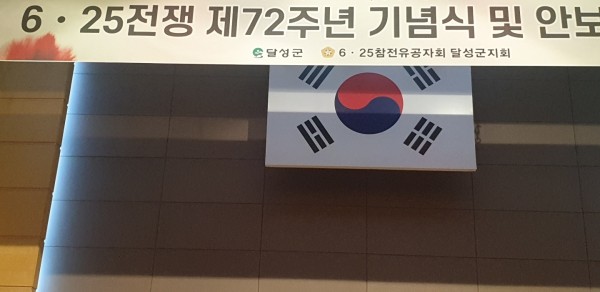 6·25전쟁 제72주년 기념식 및 안보
달성군 6·25참전유공자회 달성군지회